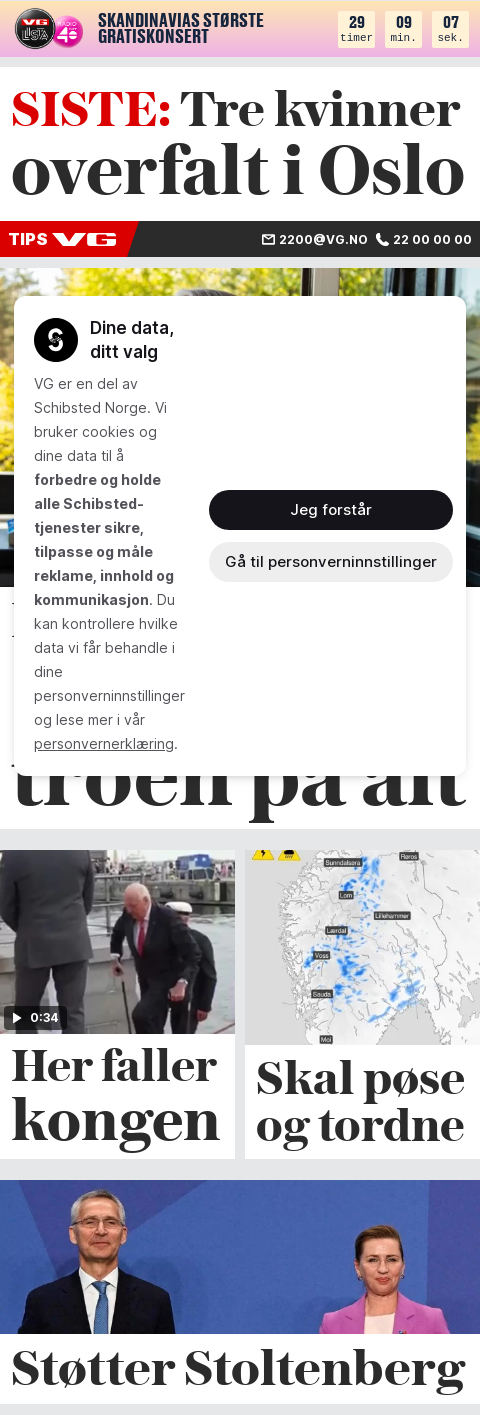 VG
LISTA
RADIO
SKANDINAVIAS STØRSTE
GRATISKONSERT
29
timer
09
min.
07
sek.
SISTE: Tre kvinner
overfalt i Oslo
TIPS VG
2200@VG.NO 22 00 00 00
Dine data,
ditt valg
VG er en del av
Schibsted Norge. Vi
bruker cookies og
dine data til å
forbedre og holde
alle Schibsted-
tjenester sikre,
tilpasse og måle
reklame, innhold og
kommunikasjon. Du
kan kontrollere hvilke
data vi får behandle i
dine
personverninnstillinger
og lese mer i vår
personvernerklæring.
Jeg forstår
Gå til personverninnstillinger
troen på alt
0:34
Her faller
kongen
Sunndalsøra
Røros
Lom
Lillehammer
Lærdal
Voss
Sauda
Moi
Skal pøse
og tordne
Støtter Stoltenberg